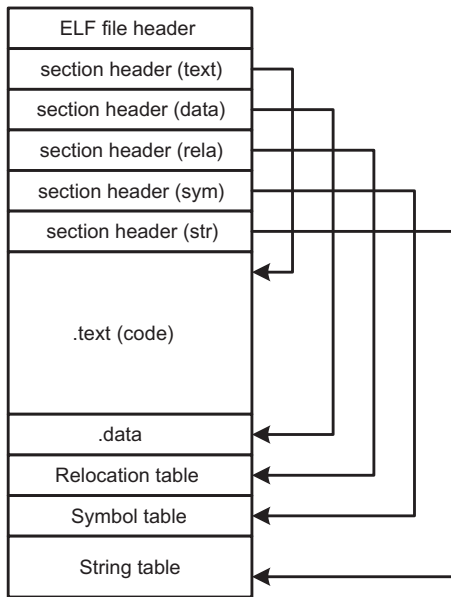 ELF file header
section header (text)
section header (data)
section header (rela)
section header (sym)
section header (str)
.text (code)
.data
Relocation table
Symbol table
String table